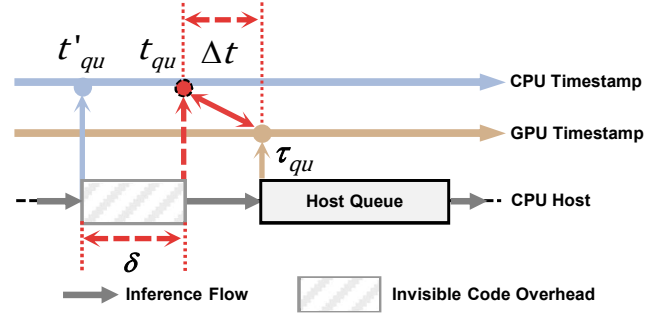 t'qu tqu Δt
CPU Timestamp
GPU Timestamp
τqu
Host Queue
CPU Host
δ
Inference Flow
Invisible Code Overhead